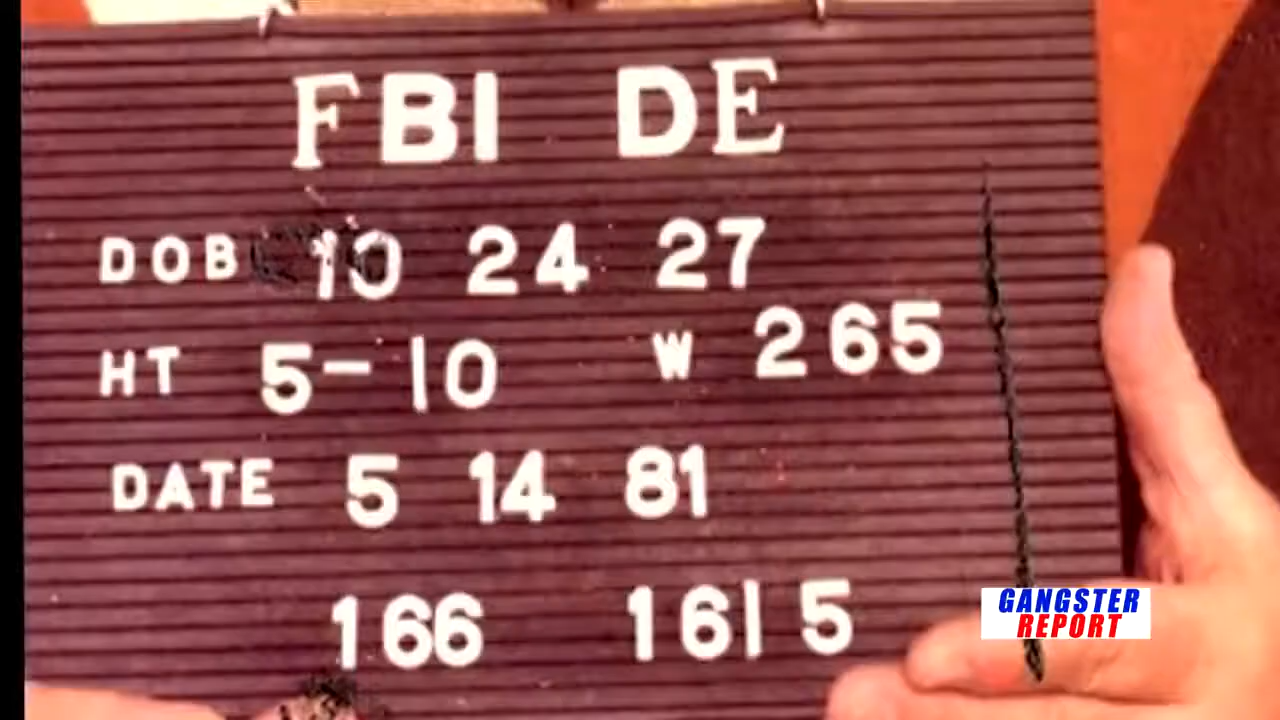 FBI DE
DOB 10 24 27
HT 5-10 W 265
DATE 5 14 81
166 1615
GANGSTER
REPORT